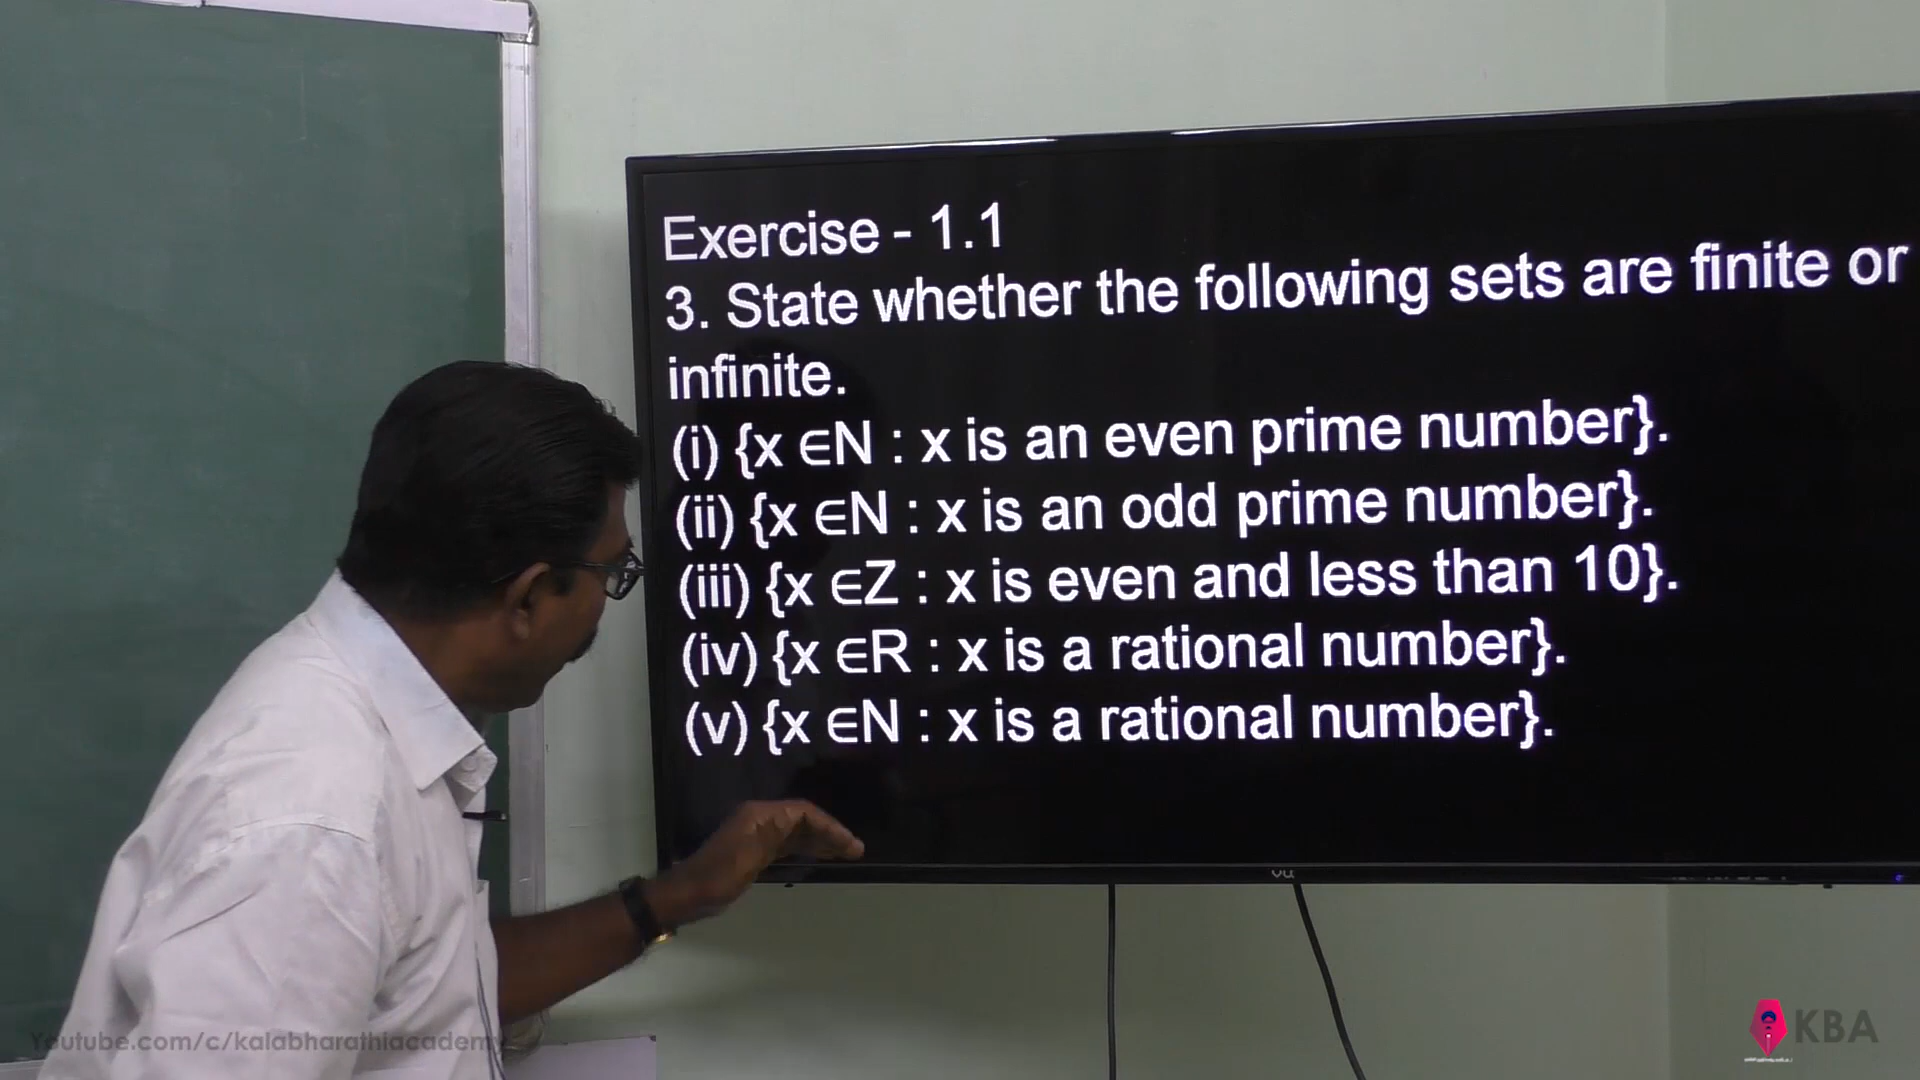 Exercise - 1.1
3. State whether the following sets are finite or
infinite.
(i) {x ∈N : x is an even prime number}.
(ii) {x ∈N : x is an odd prime number}.
(iii) {x ∈Z : x is even and less than 10}.
(iv) {x ∈R : x is a rational number}.
(v) {x ∈N : x is a rational number}.
Youtube.com/c/kalabharathiacademy
KBA